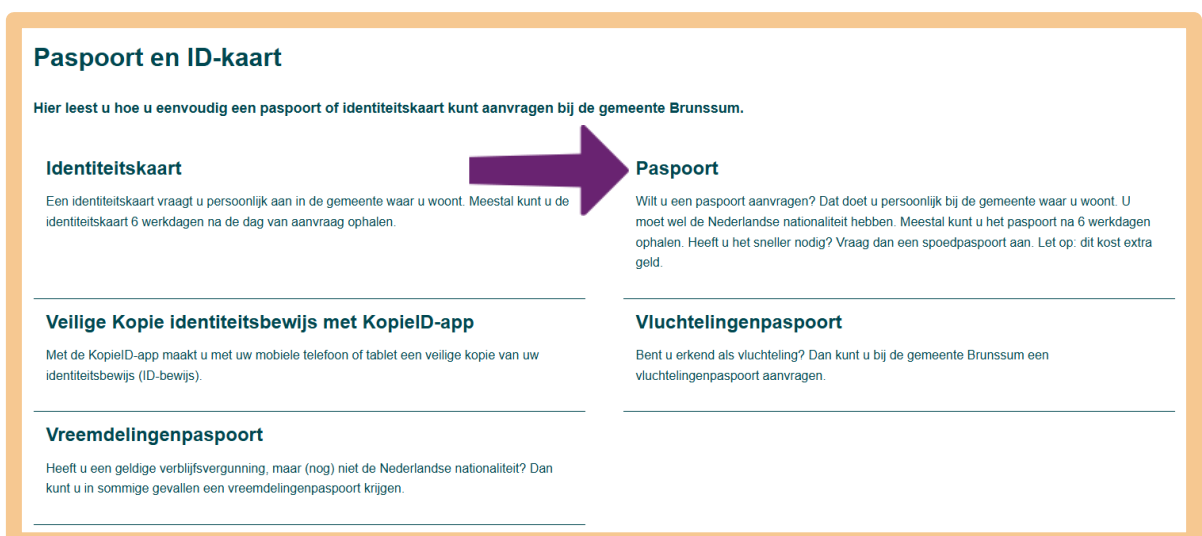 Paspoort en ID-kaart
Hier leest u hoe u eenvoudig een paspoort of identiteitskaart kunt aanvragen bij de gemeente Brunssum.
Identiteitskaart
Een identiteitskaart vraagt u persoonlijk aan in de gemeente waar u woont. Meestal kunt u de
identiteitskaart 6 werkdagen na de dag van aanvraag ophalen.
Paspoort
Wilt u een paspoort aanvragen? Dat doet u persoonlijk bij de gemeente waar u woont. U
moet wel de Nederlandse nationaliteit hebben. Meestal kunt u het paspoort na 6 werkdagen
ophalen. Heeft u het sneller nodig? Vraag dan een spoedpaspoort aan. Let op: dit kost extra
geld.
Veilige Kopie identiteitsbewijs met KopieID-app
Met de KopieID-app maakt u met uw mobiele telefoon of tablet een veilige kopie van uw
identiteitsbewijs (ID-bewijs).
Vluchtelingenpaspoort
Bent u erkend als vluchteling? Dan kunt u bij de gemeente Brunssum een
vluchtelingenpaspoort aanvragen.
Vreemdelingenpaspoort
Heeft u een geldige verblijfsvergunning, maar (nog) niet de Nederlandse nationaliteit? Dan
kunt u in sommige gevallen een vreemdelingenpaspoort krijgen.